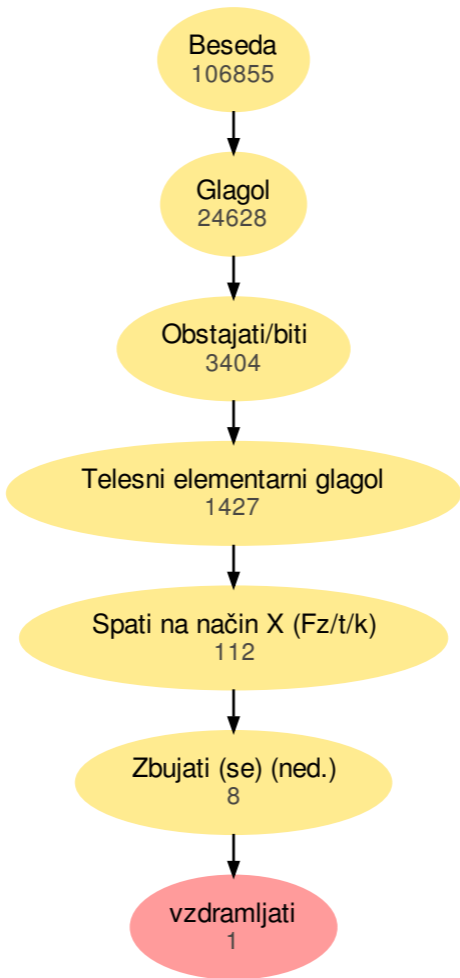 Beseda
106855
Glagol
24628
Obstajati/biti
3404
Telesni elementarni glagol
1427
Spati na način X (Fz/t/k)
112
Zbujati (se) (ned.)
8
vzdramljati
1